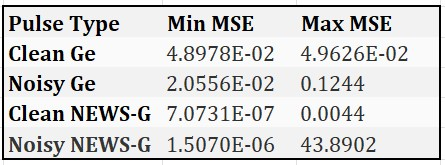 Pulse Type Min MSE Max MSE
Clean Ge 4.8978E-02 4.9626E-02
Noisy Ge 2.0556E-02 0.1244
Clean NEWS-G 7.0731E-07 0.0044
Noisy NEWS-G 1.5070E-06 43.8902